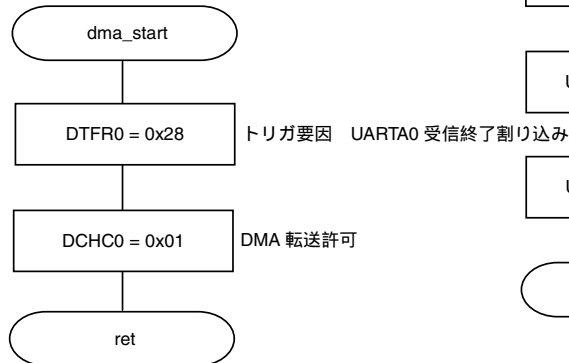 dma_start
DTFR0 = 0x28
トリガ要因 UARTA0 受信終了割り込み
U
DCHC0 = 0x01
DMA 転送許可
U
ret